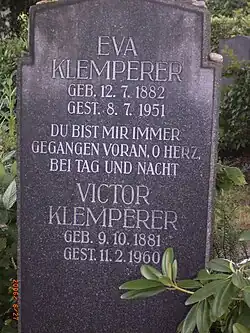 EVA
KLEMPERER
GEB. 12. 7. 1882
GEST. 8. 7. 1951
DU BIST MIR IMMER
GEGANGEN VORAN, O HERZ,
BEI TAG UND NACHT
VICTOR
KLEMPERER
GEB. 9. 10. 1881
GEST. 11. 2. 1960